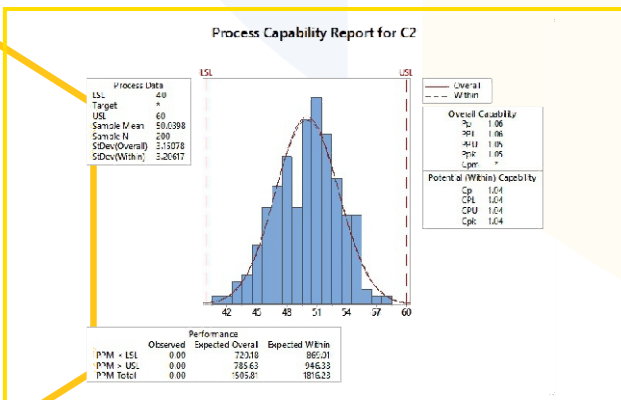 Process Capability Report for C2
LSL USL
Process Data
LSL 40
Target *
USL 60
Sample Mean 50.0398
Sample N 200
StDev(Overall) 3.15078
StDev(Within) 3.20617
Overall
Within
Overall Capability
Pp 1.06
PPL 1.06
PPU 1.05
Ppk 1.05
Cpm *
Potential (Within) Capability
Cp 1.04
CPL 1.04
CPU 1.04
Cpk 1.04
42 45 48 51 54 57 60
Performance
Observed Expected Overall Expected Within
PPM < LSL 0.00 720.18 869.91
PPM > USL 0.00 785.63 946.33
PPM Total 0.00 1505.81 1816.23